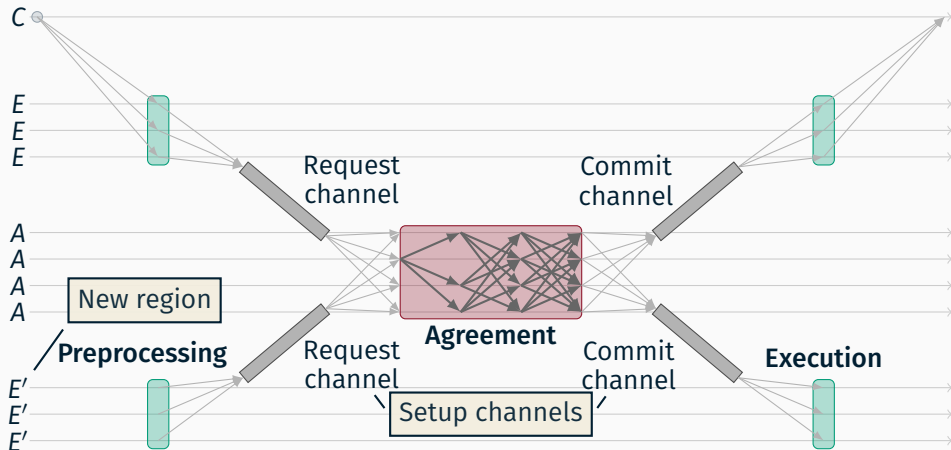 C
E
E
E
Request
channel
Commit
channel
A
A
A
A
New region
Agreement
Preprocessing
Request
channel
Commit
channel
Execution
E′
E′
E′
Setup channels